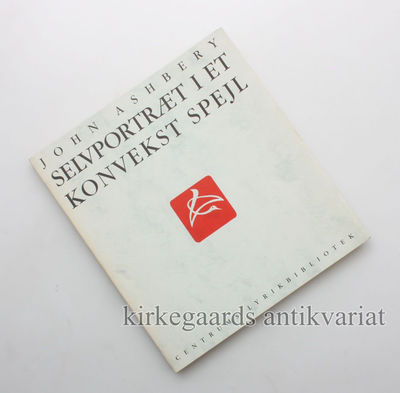 JOHN ASHBERY
SELVPORTRÆT I ET
KONVEKST SPEJL
kirkegaards antikvariat
CENTRUMS LYRIKBIBLIOTEK